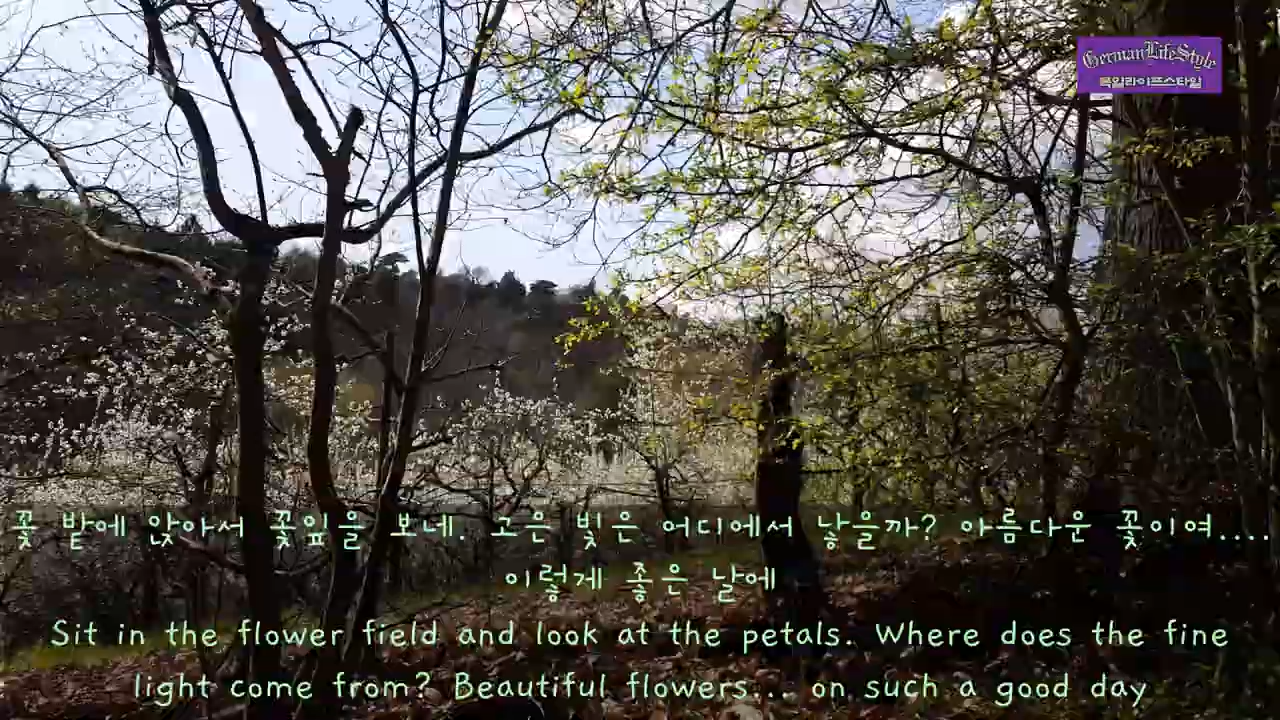 GermanLifeStyle
독일라이프스타일
꽃 밭에 앉아서 꽃잎을 보네. 고은 빛은 어디에서 낳을까? 아름다운 꽃이여....
이렇게 좋은 날에
Sit in the flower field and look at the petals. Where does the fine
light come from? Beautiful flowers... on such a good day